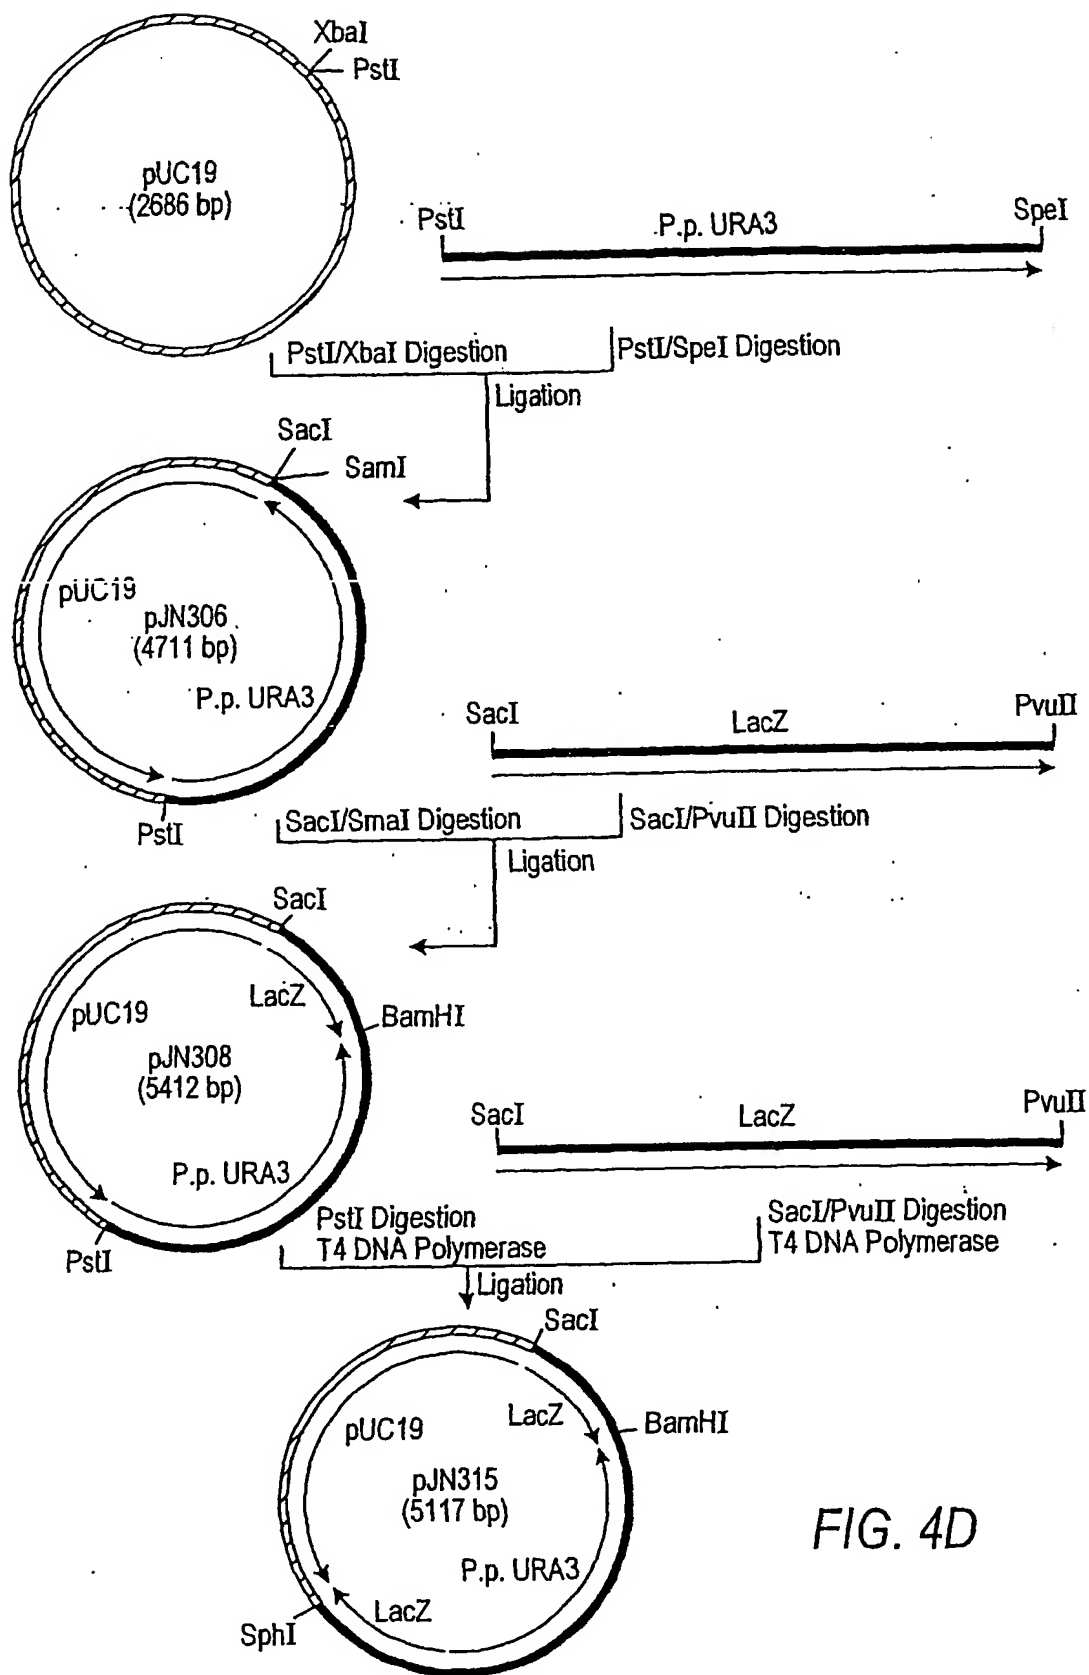 XbaI
PstI
pUC19
(2686 bp)
PstI
P.p. URA3
SpeI
PstI/XbaI Digestion
PstI/SpeI Digestion
Ligation
SacI
SamI
pUC19
pJN306
(4711 bp)
P.p. URA3
PstI
SacI
LacZ
PvuII
SacI/SmaI Digestion
SacI/PvuII Digestion
Ligation
SacI
LacZ
pUC19
BamHI
pJN308
(5412 bp)
P.p. URA3
PstI
SacI
LacZ
PvuII
PstI Digestion
T4 DNA Polymerase
SacI/PvuII Digestion
T4 DNA Polymerase
Ligation
SacI
LacZ
pUC19
BamHI
pJN315
(5117 bp)
P.p. URA3
LacZ
SphI
FIG. 4D